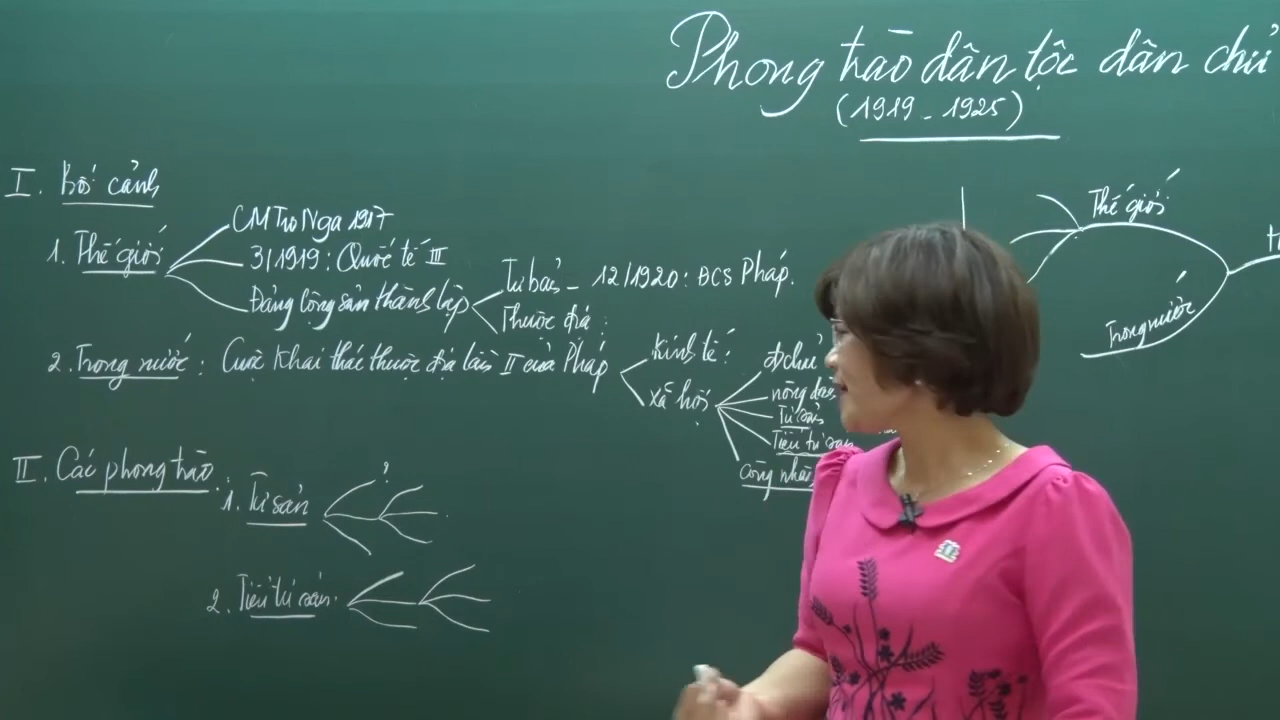 Phong trào dân tộc dân chủ
(1919 - 1925)
I. Bối cảnh
1. Thế giới
CMT10 Nga 1917
3/1919: Quốc tế III
Đảng Cộng sản thành lập
Tư bản - 12/1920: ĐCS Pháp.
Thuộc địa:
2. Trong nước: Cuộc khai thác thuộc địa lần II của Pháp
Kinh tế:
Xã hội
Đ chủ
nông dân
Tư sản
Tiểu tư sản
Công nhân
II. Các phong trào:
1. Tư sản
?
2. Tiểu tư sản.
Thế giới
Trong nước